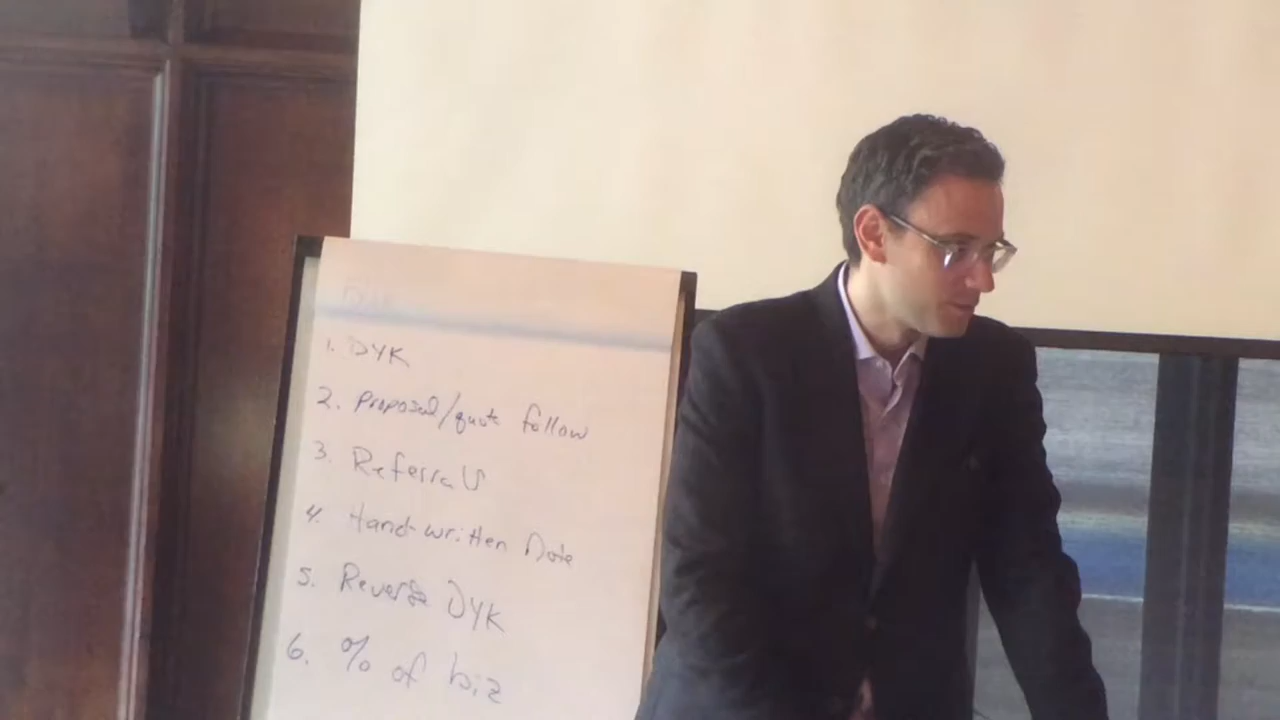 1. DYK
2. Proposal/quote follow
3. Referrals
4. Hand-written Note
5. Reverse DYK
6. % of biz